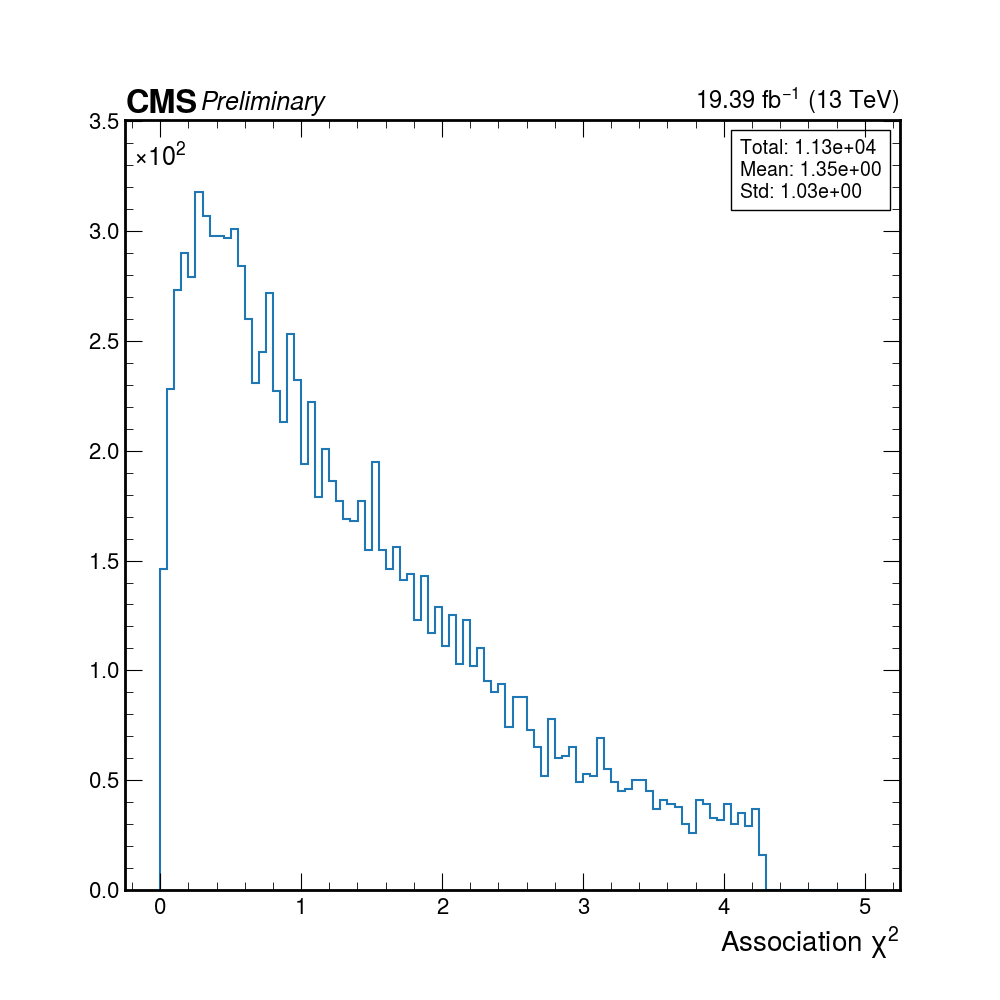 CMS Preliminary
19.39 fb⁻¹ (13 TeV)
×10²
Total: 1.13e+04
Mean: 1.35e+00
Std: 1.03e+00
3.5
3.0
2.5
2.0
1.5
1.0
0.5
0.0
0 1 2 3 4 5
Association χ²